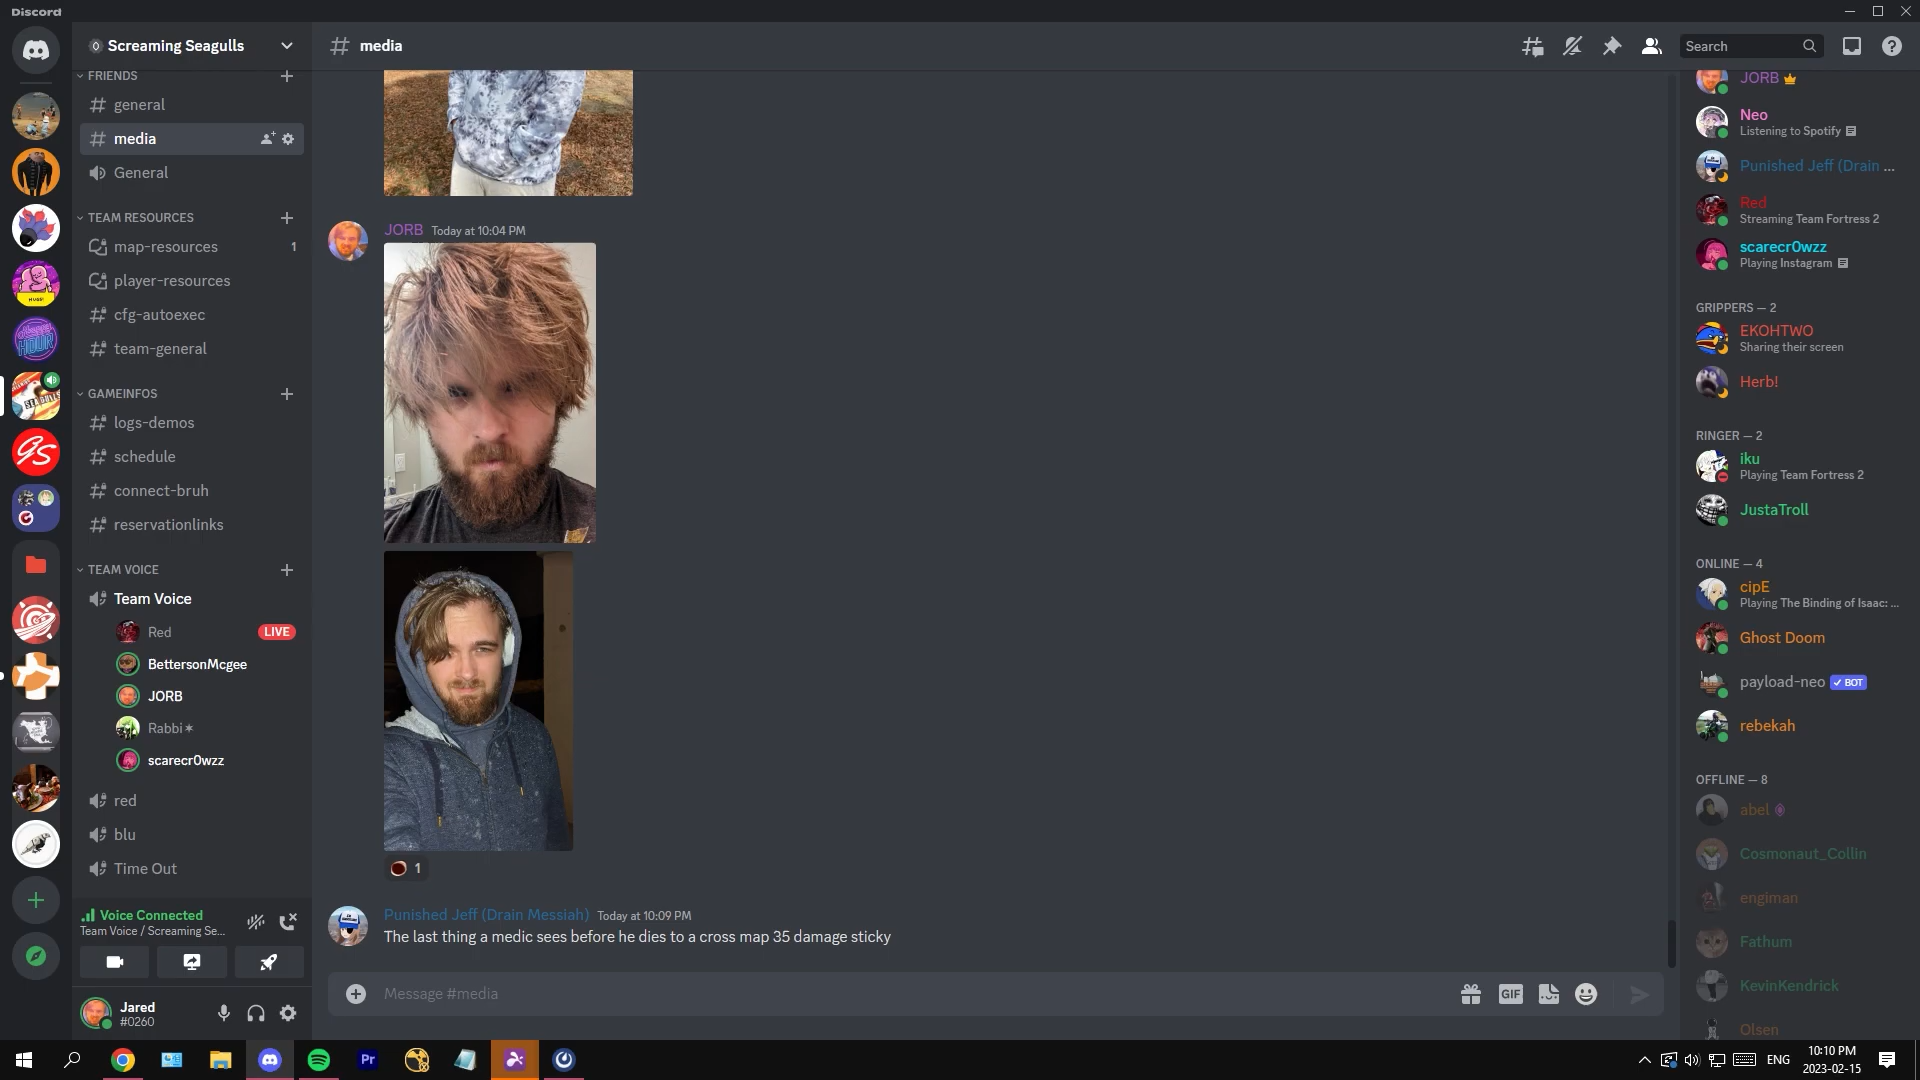 Discord
Screaming Seagulls
FRIENDS
general
media
General
TEAM RESOURCES
map-resources 1
player-resources
cfg-autoexec
team-general
GAMEINFOS
logs-demos
schedule
connect-bruh
reservationlinks
TEAM VOICE
Team Voice
Red LIVE
BettersonMcgee
JORB
Rabbi✶
scarecr0wzz
red
blu
Time Out
Voice Connected
Team Voice / Screaming Se...
Jared
#0260
media
Search
JORB Today at 10:04 PM
1
Punished Jeff (Drain Messiah) Today at 10:09 PM
The last thing a medic sees before he dies to a cross map 35 damage sticky
Message #media
GIF
JORB
Neo
Listening to Spotify
Punished Jeff (Drain ...
Red
Streaming Team Fortress 2
scarecr0wzz
Playing Instagram
GRIPPERS — 2
EKOHTWO
Sharing their screen
Herb!
RINGER — 2
iku
Playing Team Fortress 2
JustaTroll
ONLINE — 4
cipE
Playing The Binding of Isaac: ...
Ghost Doom
payload-neo ✓ BOT
rebekah
OFFLINE — 8
abel
Cosmonaut_Collin
engiman
Fathum
KevinKendrick
Olsen
Pr
ENG
10:10 PM
2023-02-15